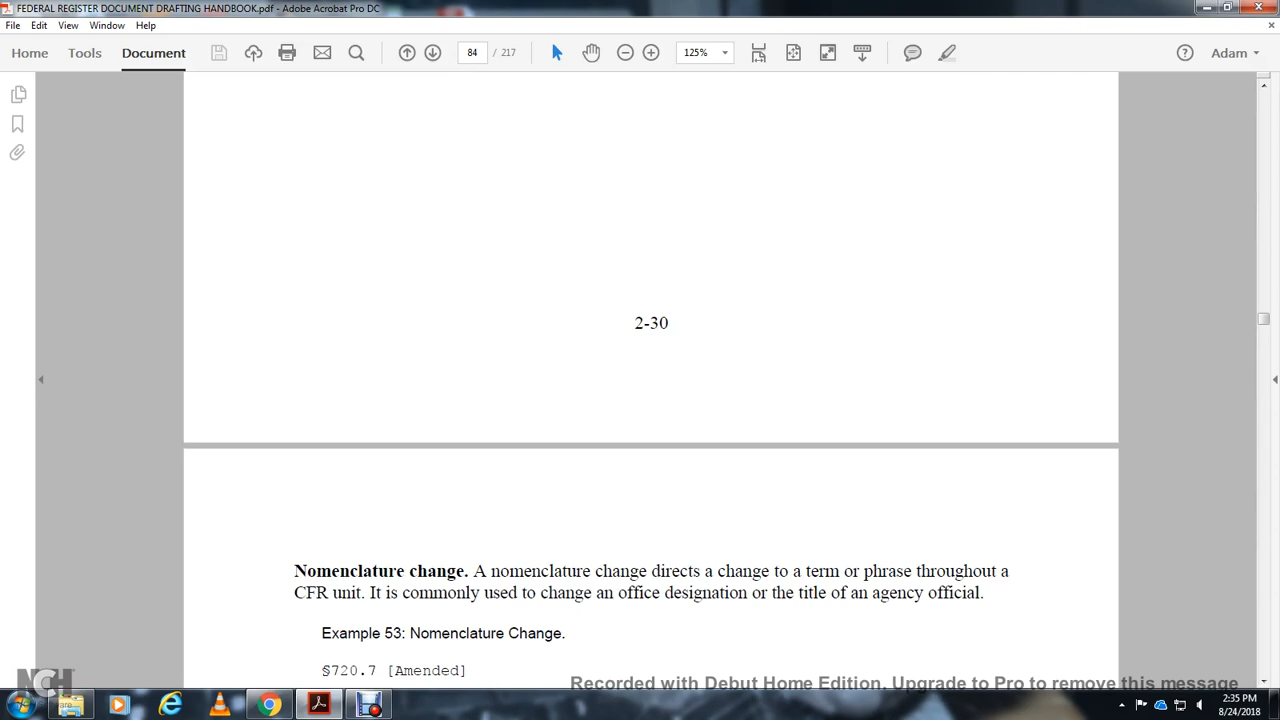 FEDERAL REGISTER DOCUMENT DRAFTING HANDBOOK.pdf - Adobe Acrobat Pro DC
File Edit View Window Help
Home Tools Document 84 / 217 125% Adam
2-30
Nomenclature change. A nomenclature change directs a change to a term or phrase throughout a
CFR unit. It is commonly used to change an office designation or the title of an agency official.
Example 53: Nomenclature Change.
§720.7 [Amended]
NCH
Recorded with Debut Home Edition. Upgrade to Pro to remove this message
2:35 PM
8/24/2018